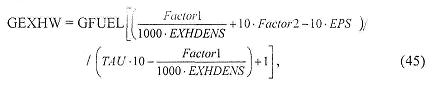 GEXHW = GFUEL[(Factor1 / 1000 · EXHDENS + 10 · Factor2 − 10 · EPS )/
/ (TAU · 10 − Factor1 / 1000 · EXHDENS) + 1], (45)